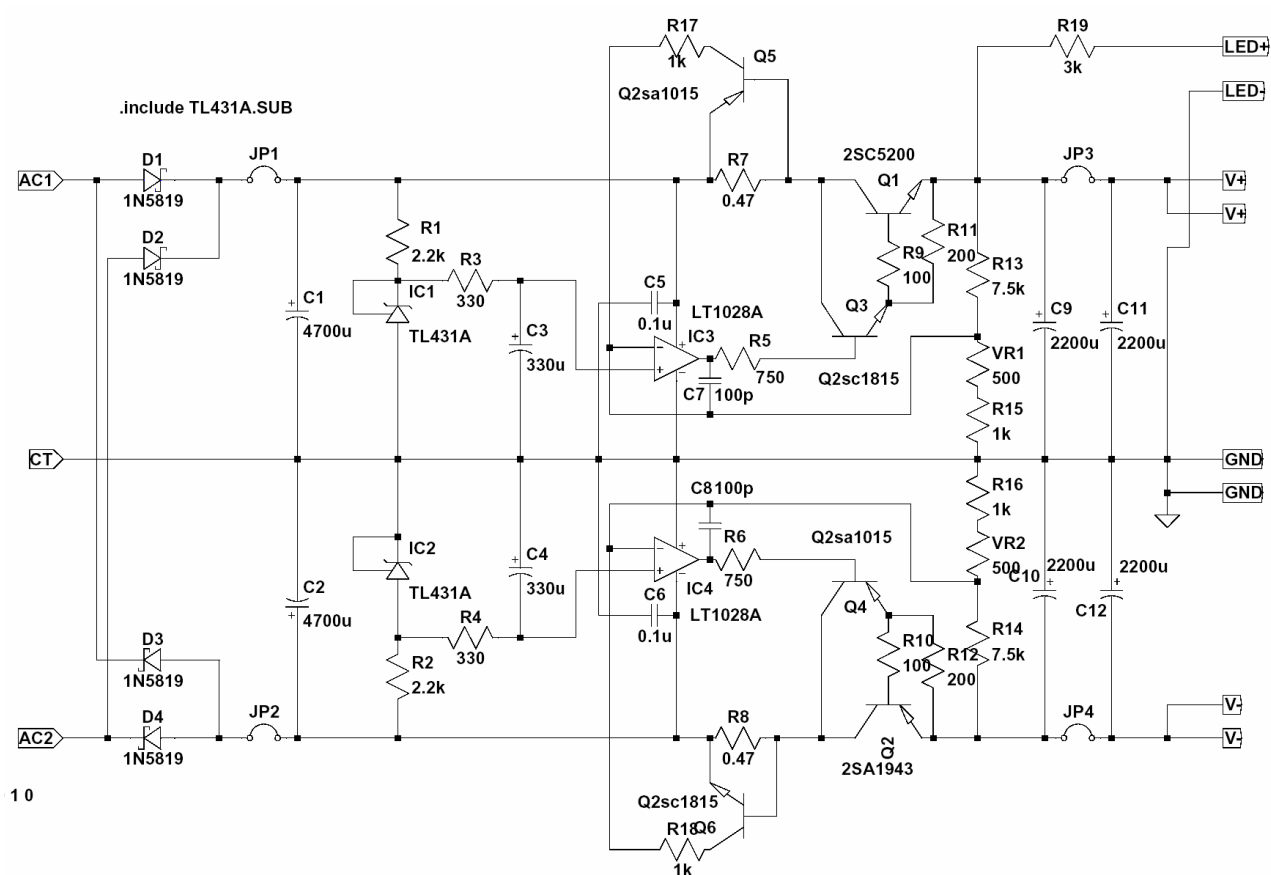 R17
1k
Q5
Q2sa1015
R19
3k
LED+
LED-
.include TL431A.SUB
D1
1N5819
JP1
AC1
R7
0.47
2SC5200
Q1
JP3
V+
V+
D2
1N5819
R1
2.2k
R3
330
R9
100
R11
200
R13
7.5k
C1
4700u
IC1
TL431A
C3
330u
C5
0.1u
LT1028A
IC3
R5
750
Q3
Q2sc1815
C7
100p
C9
2200u
C11
2200u
VR1
500
R15
1k
CT
GND
GND
C8
100p
R16
1k
VR2
500
IC2
TL431A
C4
330u
R6
750
IC4
LT1028A
Q2sa1015
Q4
C10
2200u
2200u
C12
C2
4700u
C6
0.1u
R4
330
R10
100
R12
200
R14
7.5k
D3
1N5819
R2
2.2k
D4
1N5819
JP2
AC2
R8
0.47
Q2
2SA1943
JP4
V-
V-
Q2sc1815
R18
Q6
1k
1 0